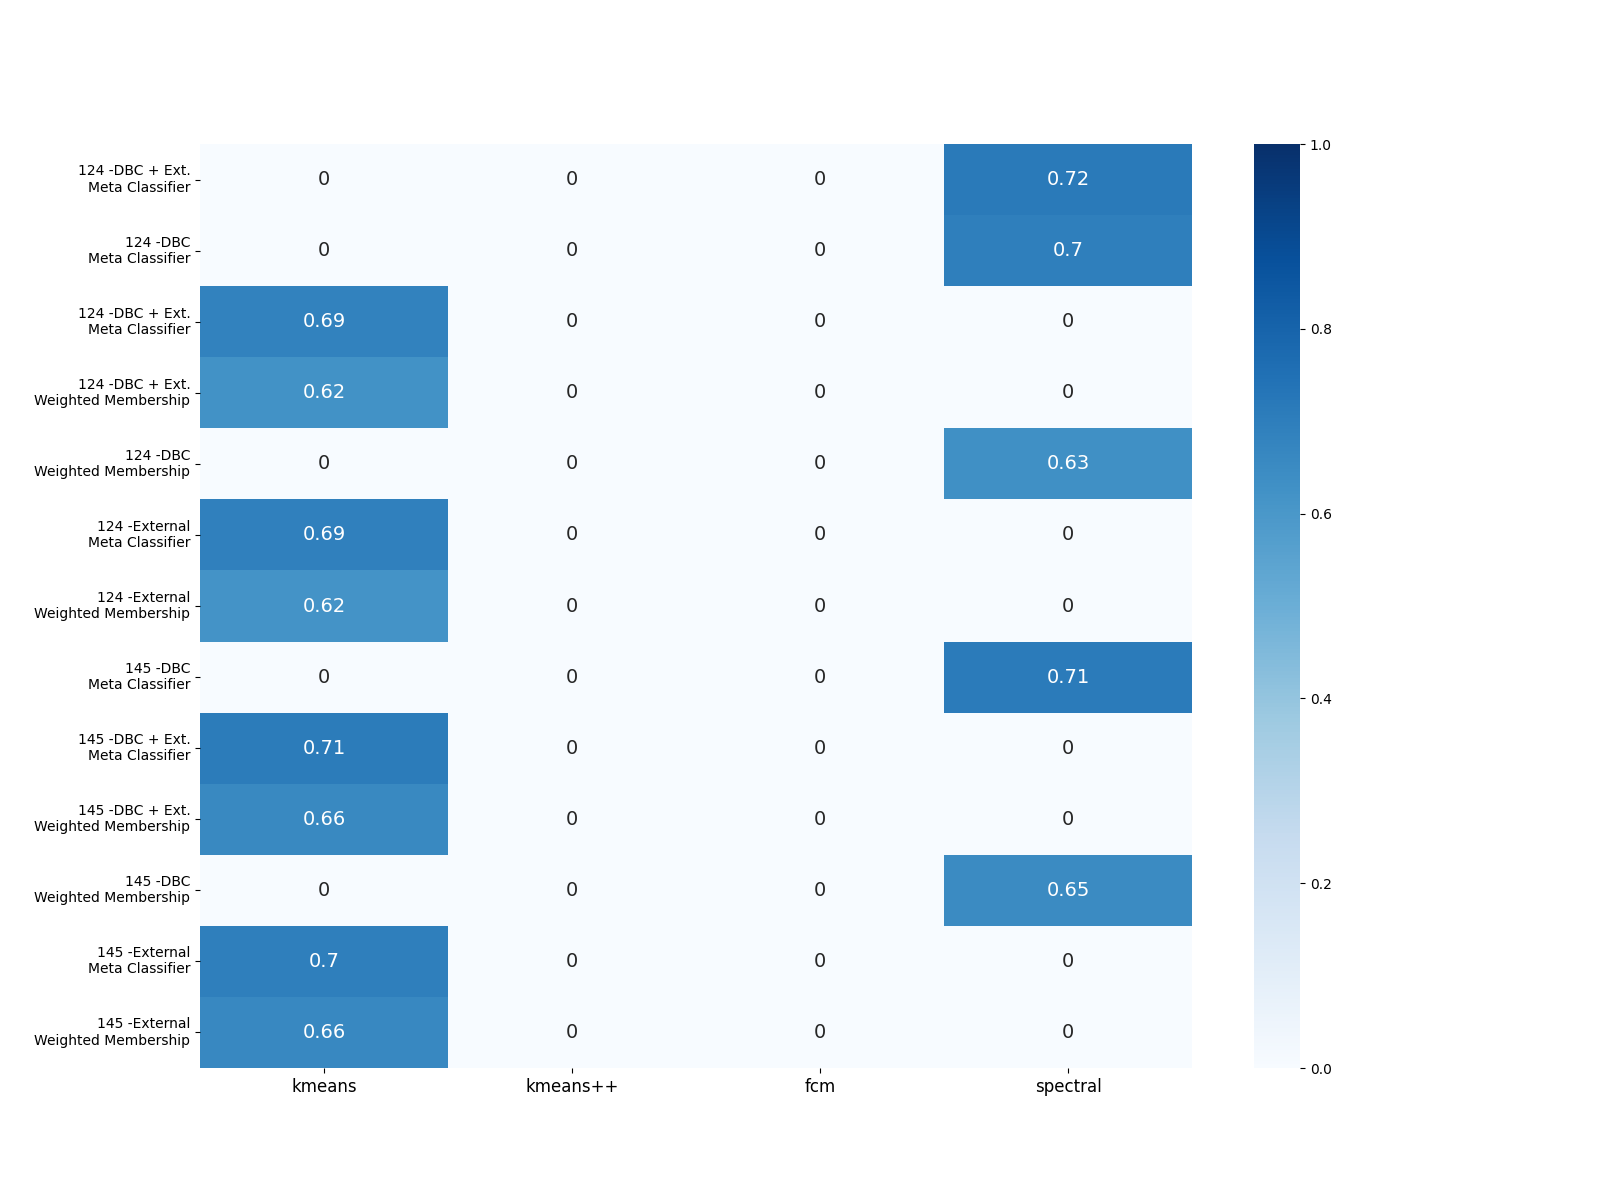 124 -DBC + Ext.
Meta Classifier
0
0
0
0.72
124 -DBC
Meta Classifier
0
0
0
0.7
124 -DBC + Ext.
Meta Classifier
0.69
0
0
0
124 -DBC + Ext.
Weighted Membership
0.62
0
0
0
124 -DBC
Weighted Membership
0
0
0
0.63
124 -External
Meta Classifier
0.69
0
0
0
124 -External
Weighted Membership
0.62
0
0
0
145 -DBC
Meta Classifier
0
0
0
0.71
145 -DBC + Ext.
Meta Classifier
0.71
0
0
0
145 -DBC + Ext.
Weighted Membership
0.66
0
0
0
145 -DBC
Weighted Membership
0
0
0
0.65
145 -External
Meta Classifier
0.7
0
0
0
145 -External
Weighted Membership
0.66
0
0
0
kmeans
kmeans++
fcm
spectral
1.0
0.8
0.6
0.4
0.2
0.0